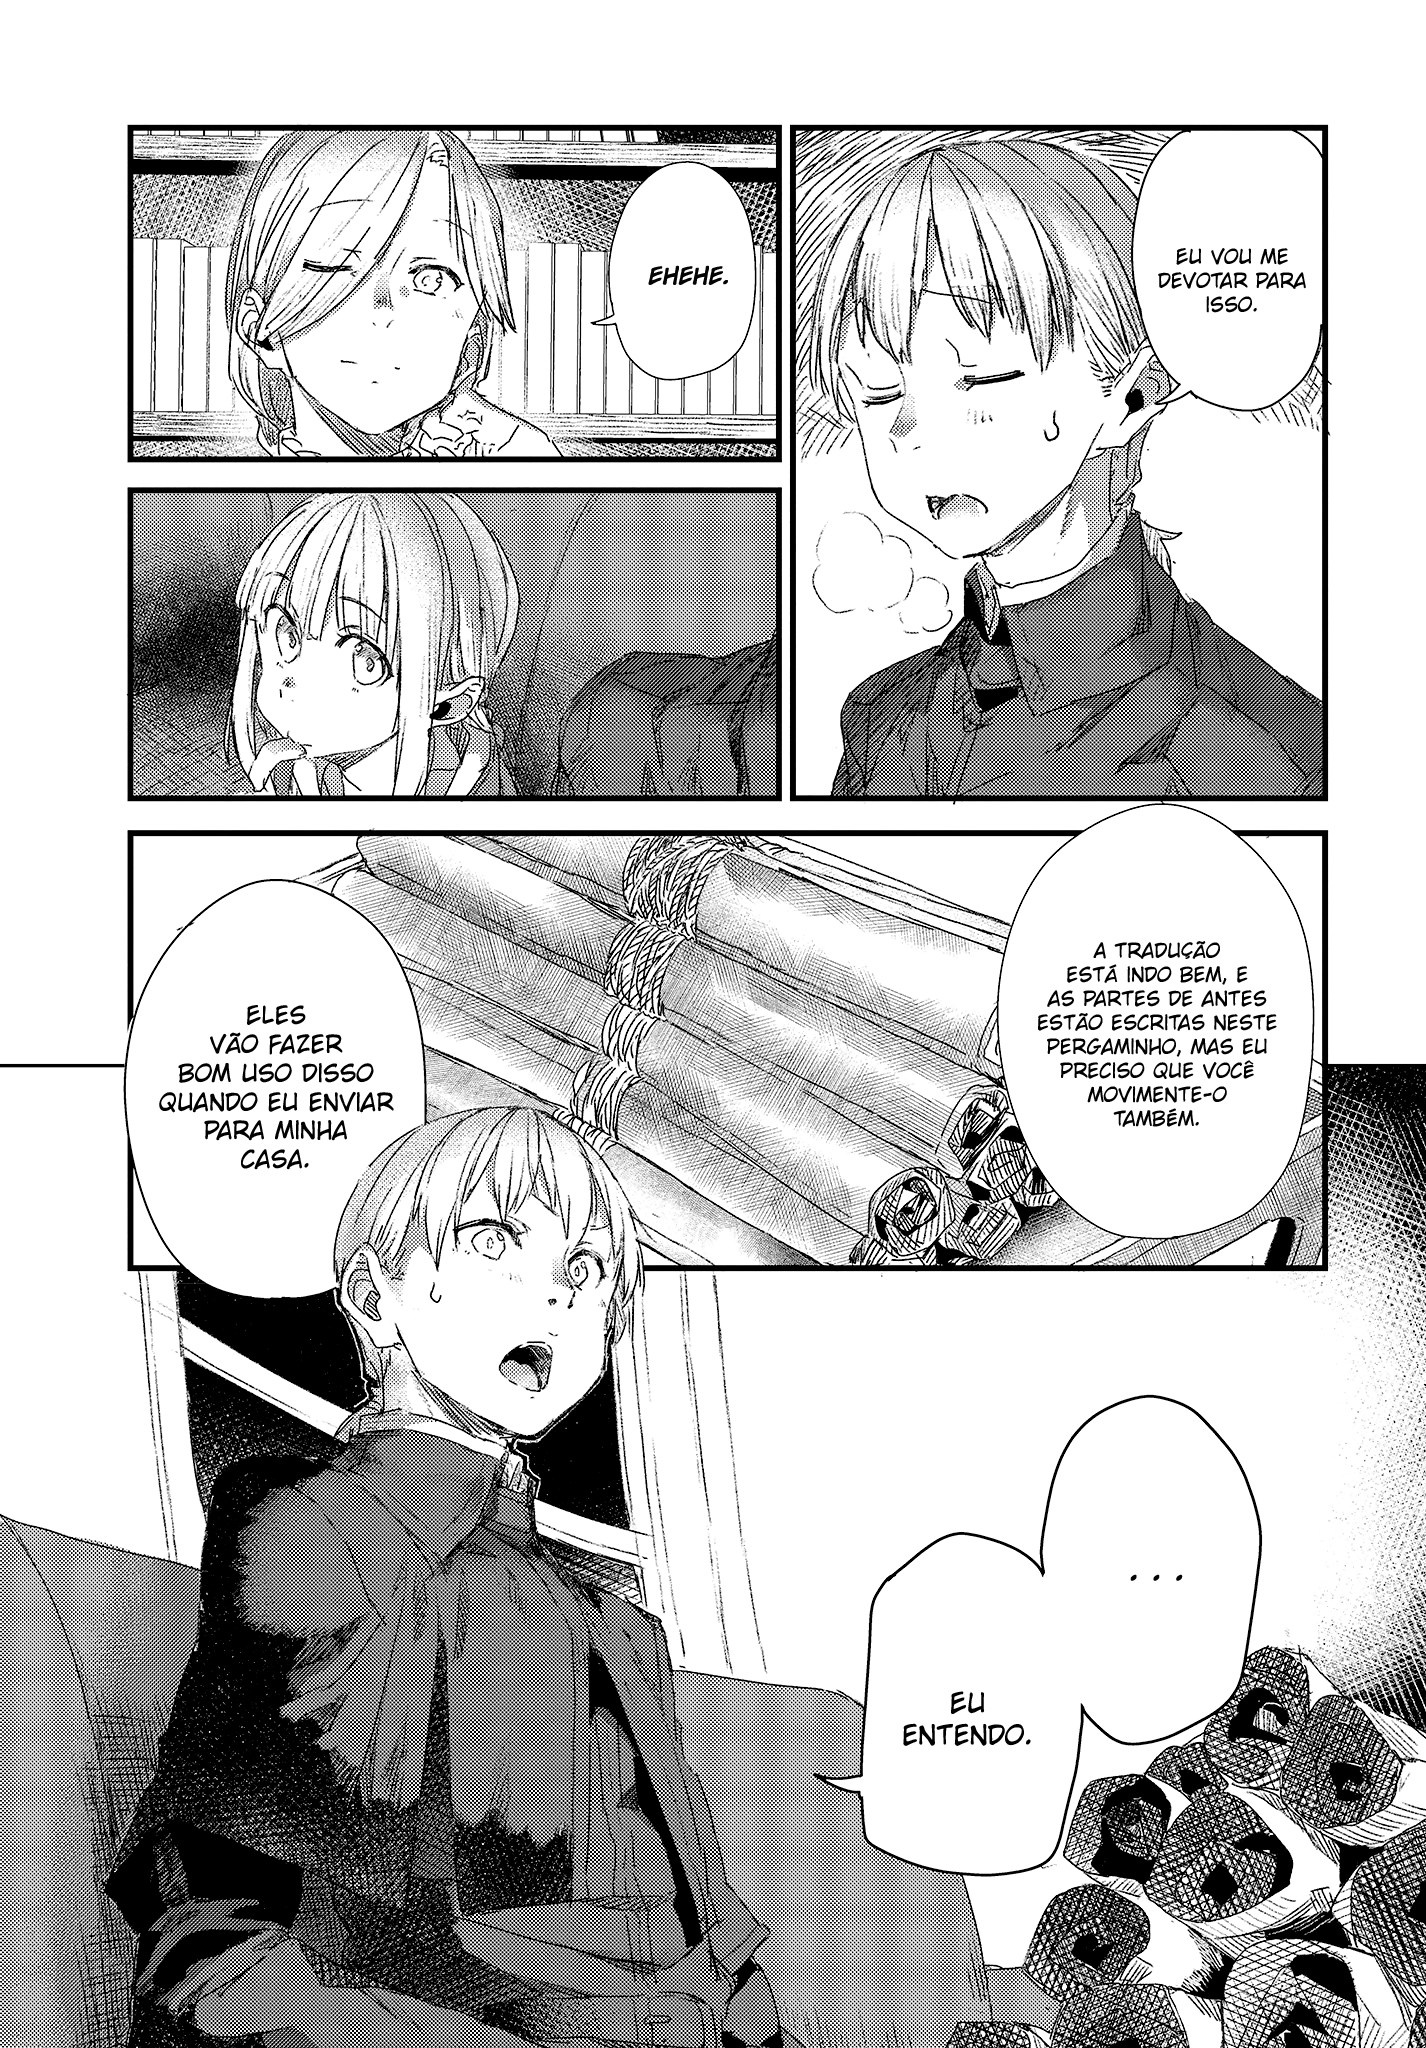 EU VOU ME
DEVOTAR PARA
ISSO.
EHEHE.
A TRADUÇÃO
ESTÁ INDO BEM, E
AS PARTES DE ANTES
ESTÃO ESCRITAS NESTE
PERGAMINHO, MAS EU
PRECISO QUE VOCÊ
MOVIMENTE-O
TAMBÉM.
ELES
VÃO FAZER
BOM USO DISSO
QUANDO EU ENVIAR
PARA MINHA
CASA.
...
EU
ENTENDO.